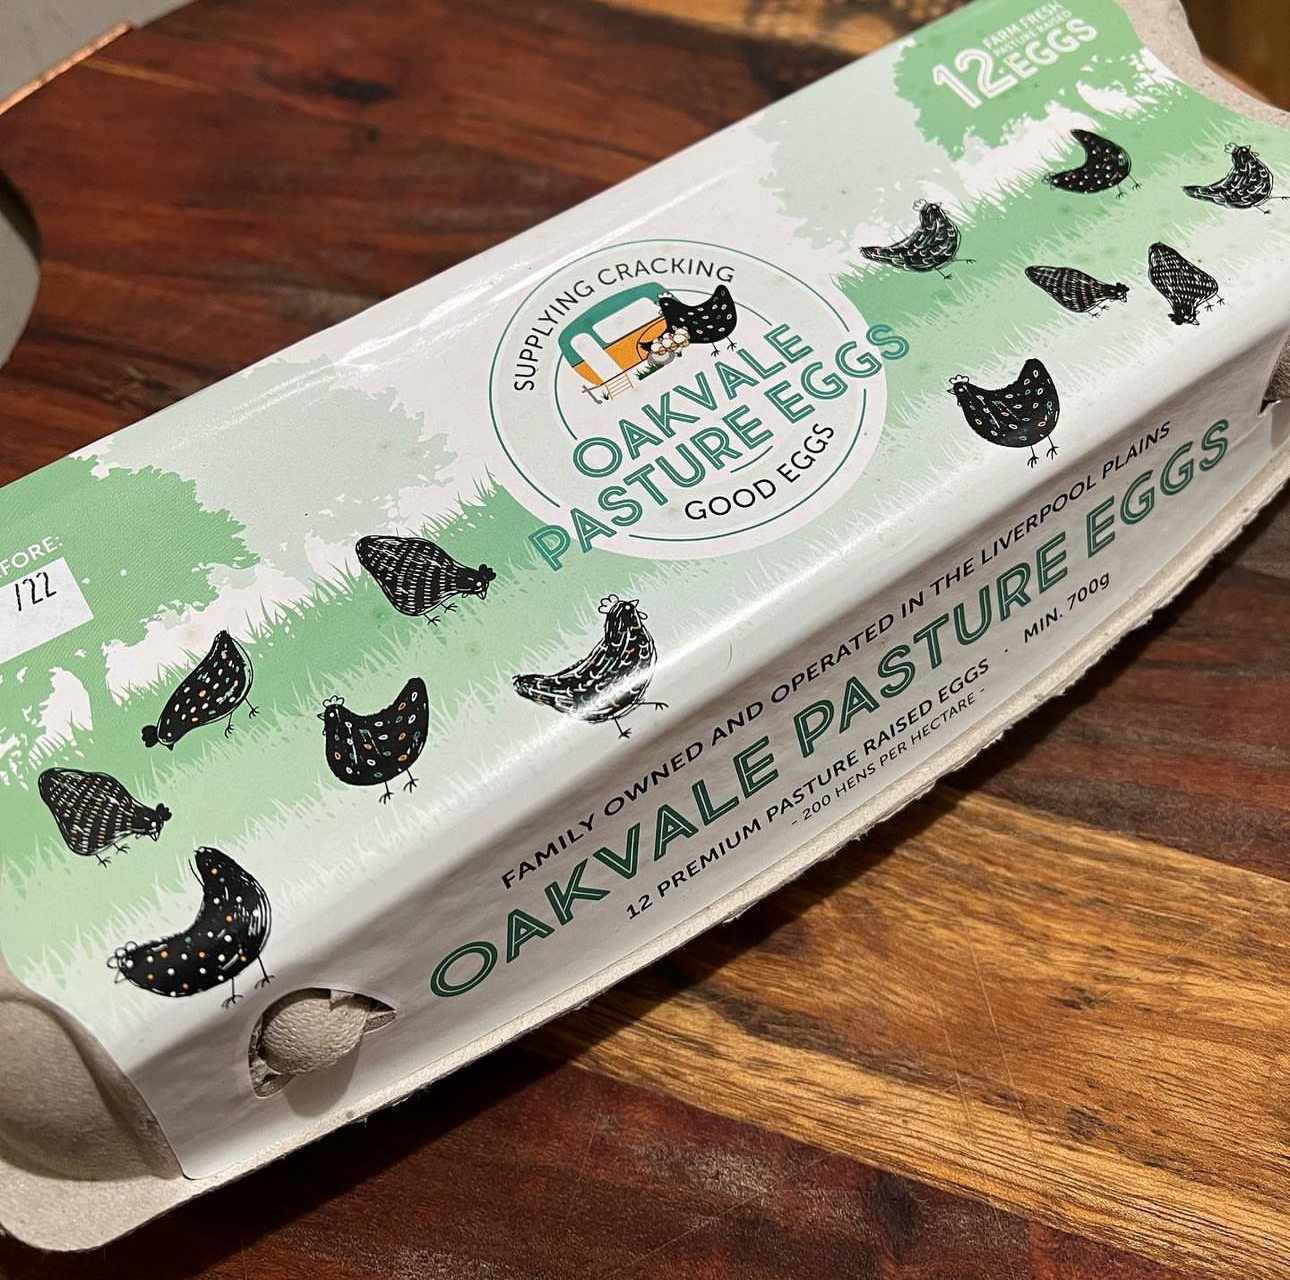 12
FARM FRESH
PASTURE RAISED
EGGS
SUPPLYING CRACKING
OAKVALE
PASTURE EGGS
GOOD EGGS
FORE:
/22
FAMILY OWNED AND OPERATED IN THE LIVERPOOL PLAINS
OAKVALE PASTURE EGGS
12 PREMIUM PASTURE RAISED EGGS · MIN. 700g
- 200 HENS PER HECTARE -